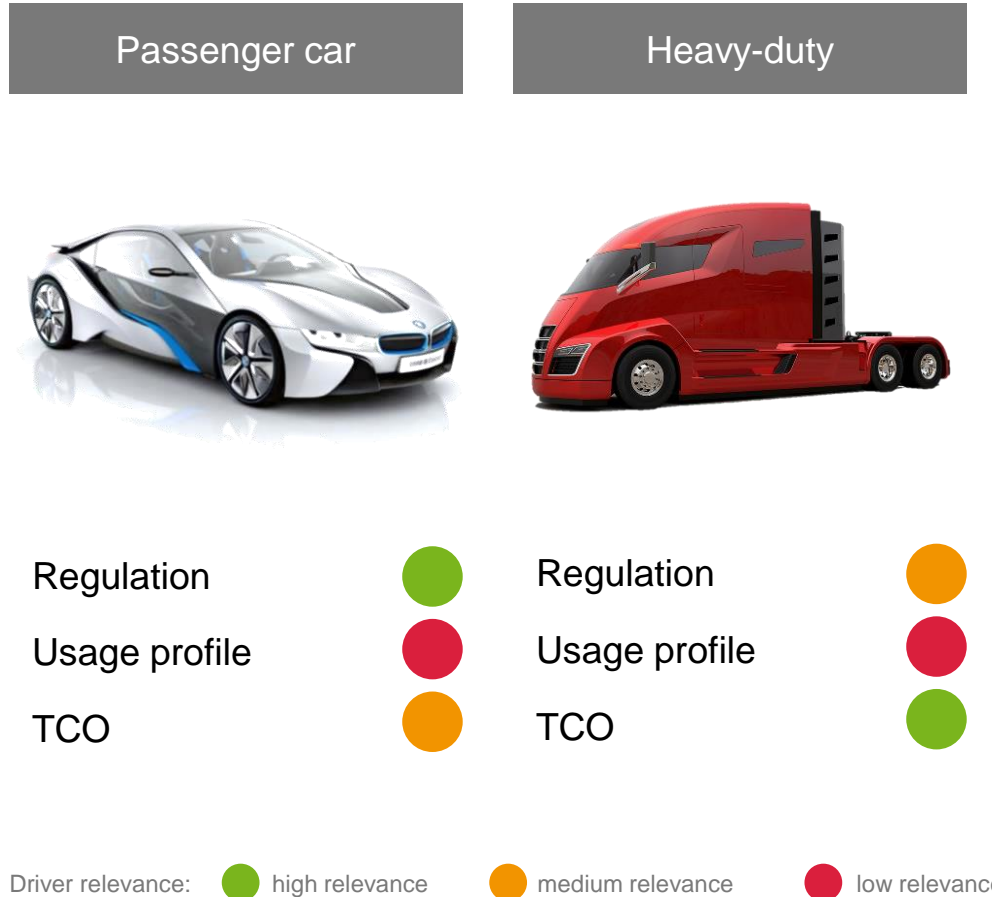 Passenger car
Heavy-duty
Regulation
Usage profile
TCO
Regulation
Usage profile
TCO
Driver relevance: high relevance medium relevance low relevance